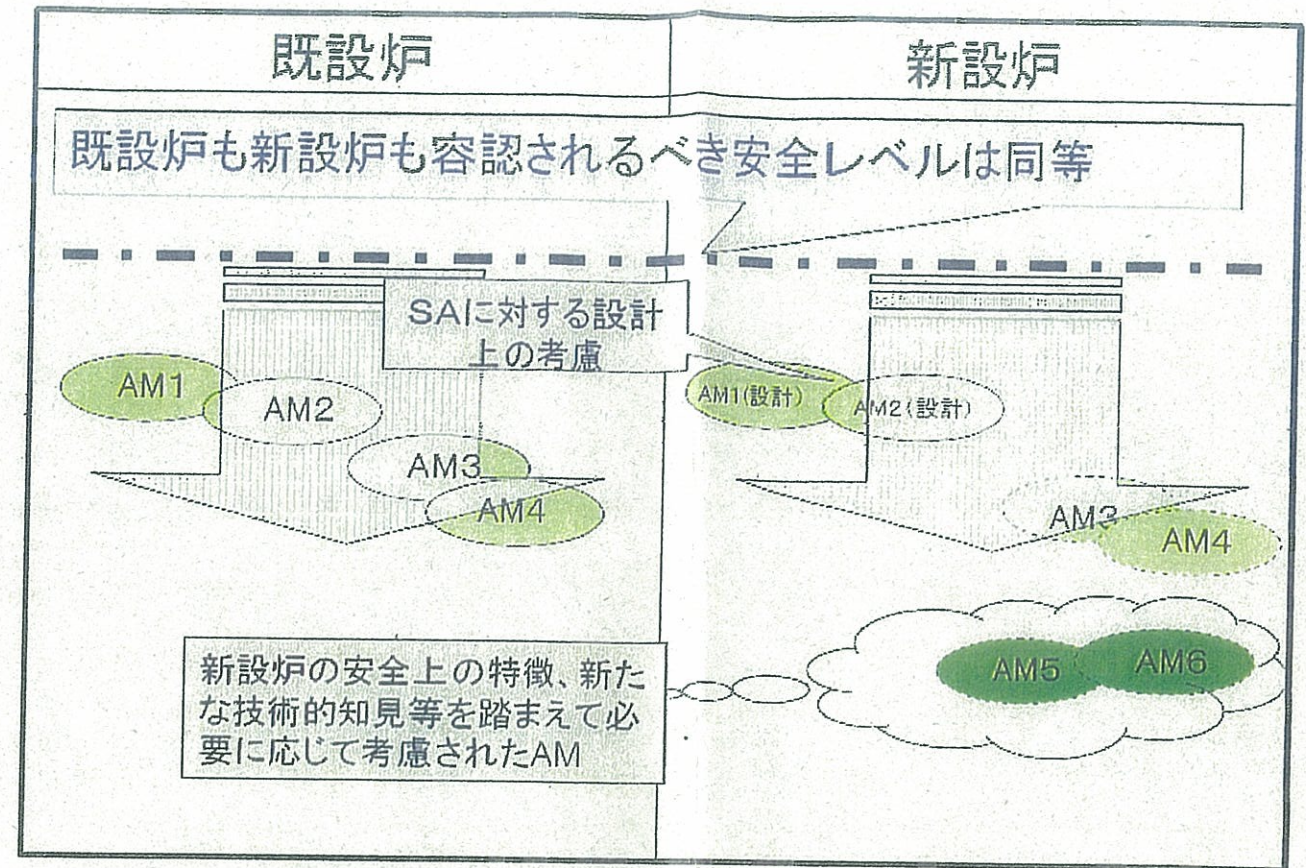 既設炉
新設炉
既設炉も新設炉も容認されるべき安全レベルは同等
SAに対する設計
上の考慮
AM1
AM2
AM3
AM4
AM1(設計)
AM2(設計)
AM3
AM4
AM5
AM6
新設炉の安全上の特徴、新た
な技術的知見等を踏まえて必
要に応じて考慮されたAM